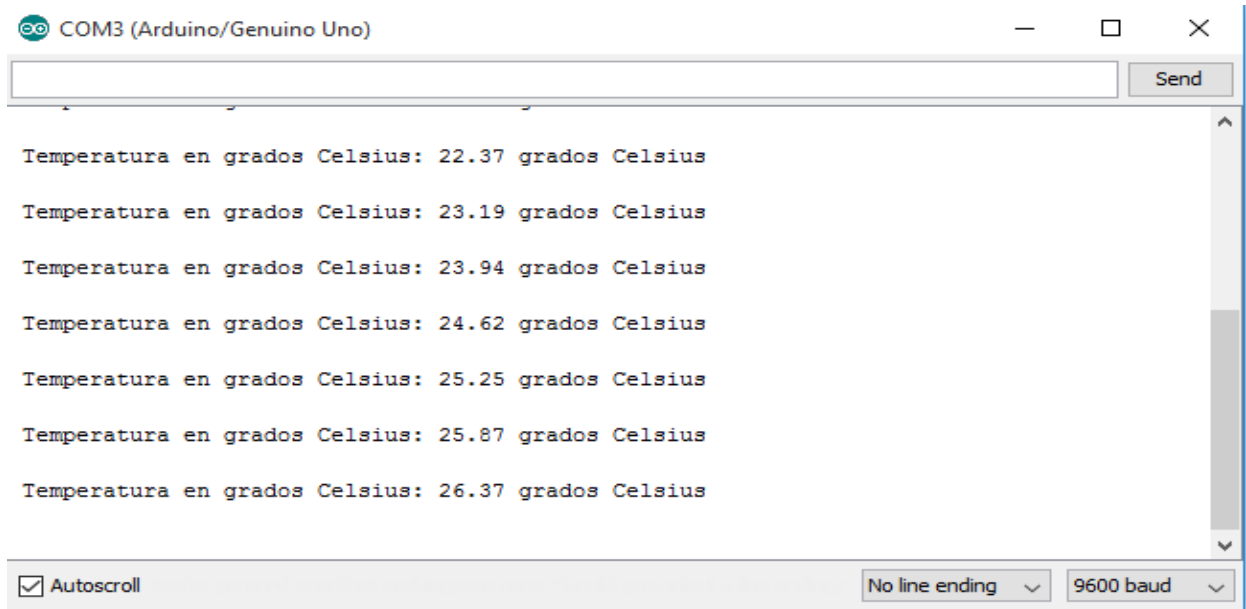 COM3 (Arduino/Genuino Uno)
Send
Temperatura en grados Celsius: 22.37 grados Celsius
Temperatura en grados Celsius: 23.19 grados Celsius
Temperatura en grados Celsius: 23.94 grados Celsius
Temperatura en grados Celsius: 24.62 grados Celsius
Temperatura en grados Celsius: 25.25 grados Celsius
Temperatura en grados Celsius: 25.87 grados Celsius
Temperatura en grados Celsius: 26.37 grados Celsius
Autoscroll No line ending 9600 baud